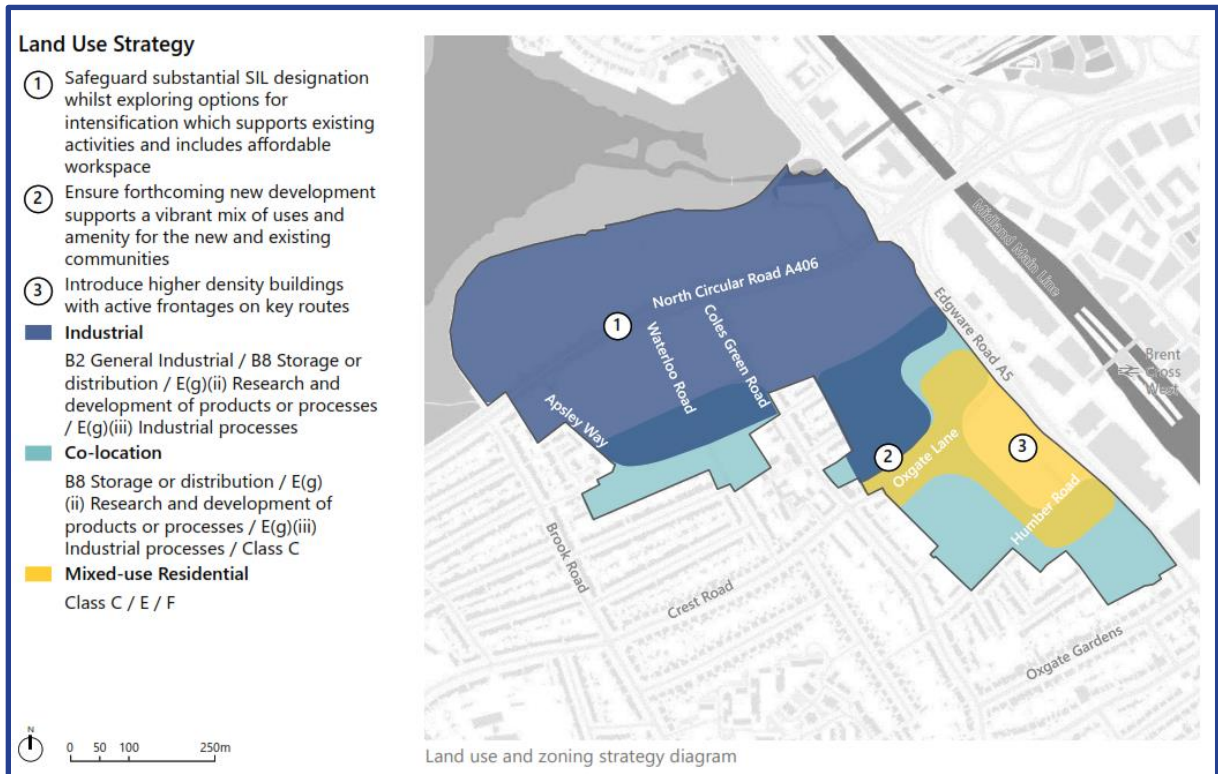 Land Use Strategy
1
Safeguard substantial SIL designation
whilst exploring options for
intensification which supports existing
activities and includes affordable
workspace
2
Ensure forthcoming new development
supports a vibrant mix of uses and
amenity for the new and existing
communities
3
Introduce higher density buildings
with active frontages on key routes
Industrial
B2 General Industrial / B8 Storage or
distribution / E(g)(ii) Research and
development of products or processes
/ E(g)(iii) Industrial processes
Co-location
B8 Storage or distribution / E(g)
(ii) Research and development of
products or processes / E(g)(iii)
Industrial processes / Class C
Mixed-use Residential
Class C / E / F
N
0 50 100 250m
Midland Main Line
North Circular Road A406
Edgware Road A5
1
Waterloo Road
Coles Green Road
Brent
Cross
West
Apsley Way
2
Oxgate Lane
3
Humber Road
Brook Road
Crest Road
Oxgate Gardens
Land use and zoning strategy diagram